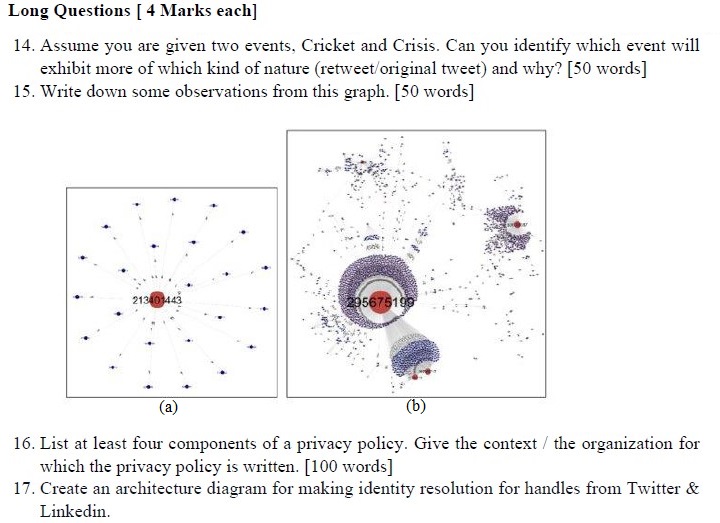 Long Questions [ 4 Marks each]
14. Assume you are given two events, Cricket and Crisis. Can you identify which event will
exhibit more of which kind of nature (retweet/original tweet) and why? [50 words]
15. Write down some observations from this graph. [50 words]
213401443
295675199
(a)
(b)
16. List at least four components of a privacy policy. Give the context / the organization for
which the privacy policy is written. [100 words]
17. Create an architecture diagram for making identity resolution for handles from Twitter &
Linkedin.